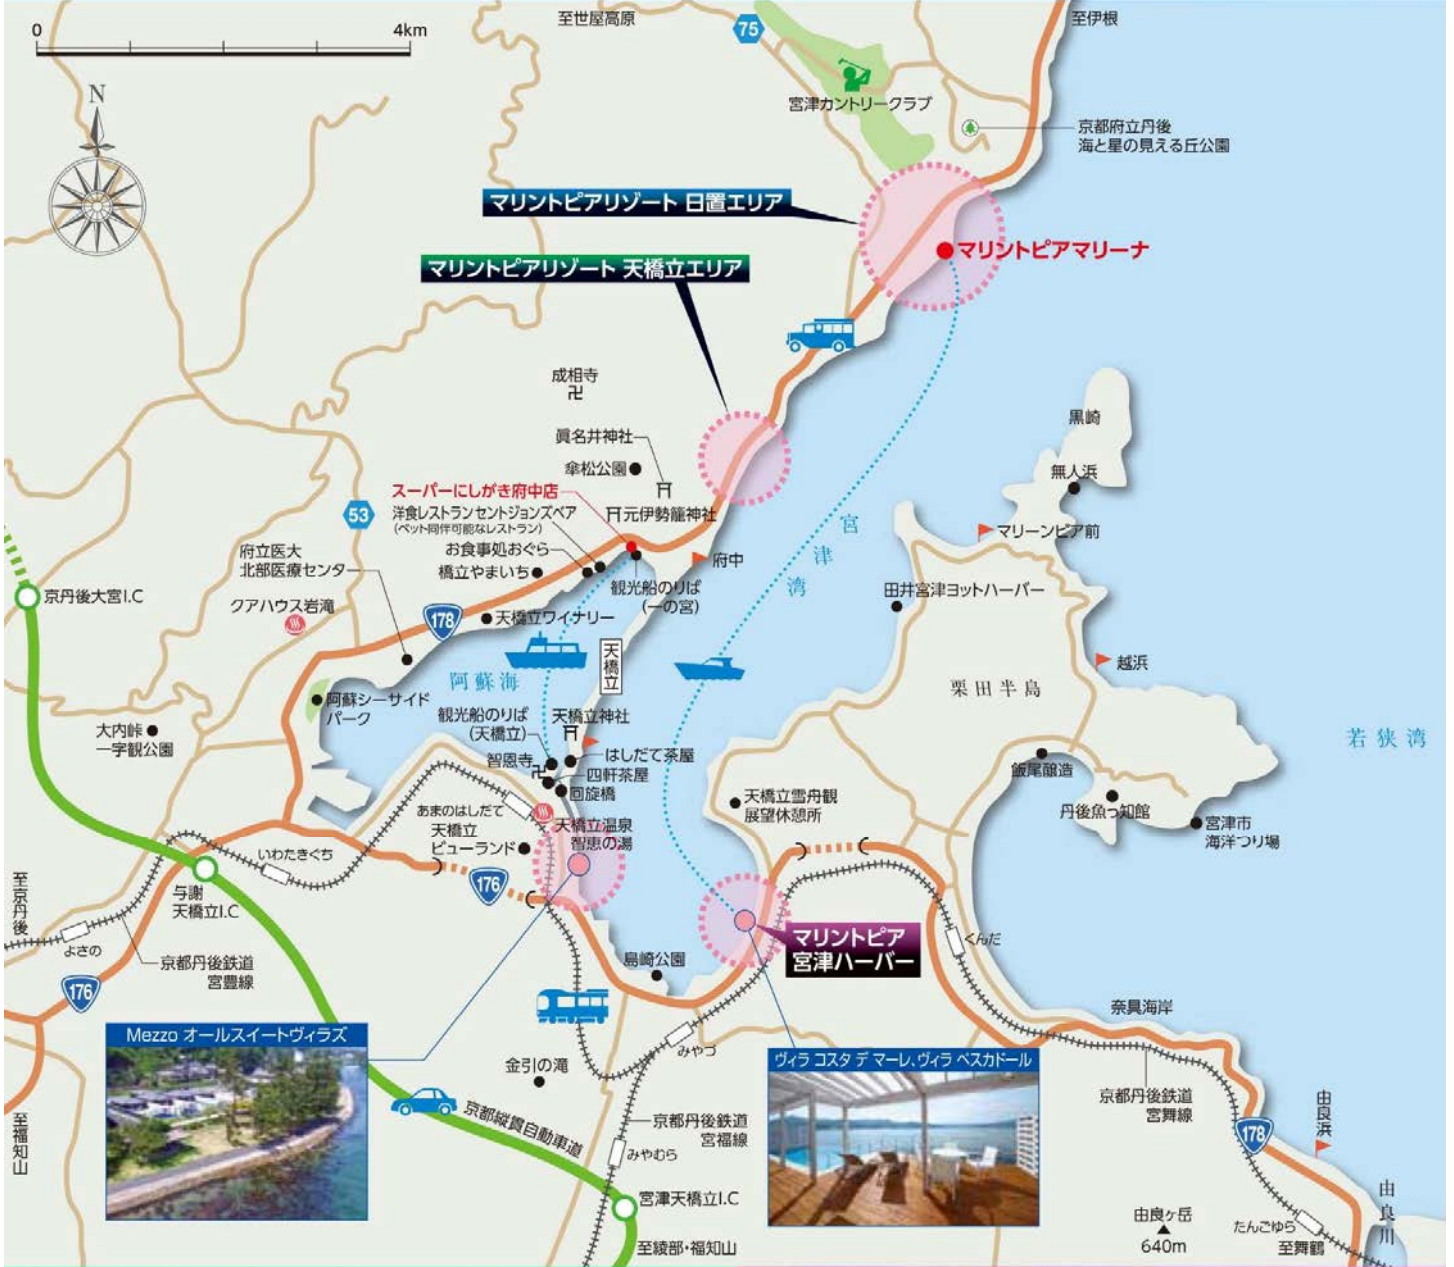 0
4km
至世屋高原
75
至伊根
N
宮津カントリークラブ
京都府立丹後
海と星の見える丘公園
マリントピアリゾート 日置エリア
マリントピアマリーナ
マリントピアリゾート 天橋立エリア
成相寺
黒崎
眞名井神社
傘松公園
無人浜
スーパーにしがき府中店
洋食レストラン セントジョンズベア
(ペット同伴可能なレストラン)
元伊勢籠神社
53
宮津湾
マリーンピア前
府立医大
北部医療センター
お食事処おぐら
橋立やまいち
府中
観光船のりば
(一の宮)
田井宮津ヨットハーバー
京丹後大宮I.C
クアハウス岩滝
178
天橋立ワイナリー
天橋立
越浜
阿蘇海
栗田半島
阿蘇シーサイド
パーク
観光船のりば
(天橋立)
天橋立神社
大内峠
一字観公園
若狭湾
智恩寺
はしだて茶屋
四軒茶屋
回旋橋
飯尾醸造
あまのはしだて
天橋立
ビューランド
天橋立温泉
智恵の湯
天橋立雪舟観
展望休憩所
丹後魚っ知館
宮津市
海洋つり場
いわたきぐち
至京丹後
与謝
天橋立I.C
176
よさの
京都丹後鉄道
宮豊線
マリントピア
宮津ハーバー
くんだ
島崎公園
176
奈具海岸
Mezzo オールスイートヴィラズ
みやづ
ヴィラ コスタ デ マーレ、ヴィラ ペスカドール
金引の滝
京都丹後鉄道
宮舞線
至福知山
京都縦貫自動車道
京都丹後鉄道
宮福線
由良浜
178
みやむら
宮津天橋立I.C
由良ヶ岳
640m
由良川
たんごゆら
至舞鶴
至綾部・福知山